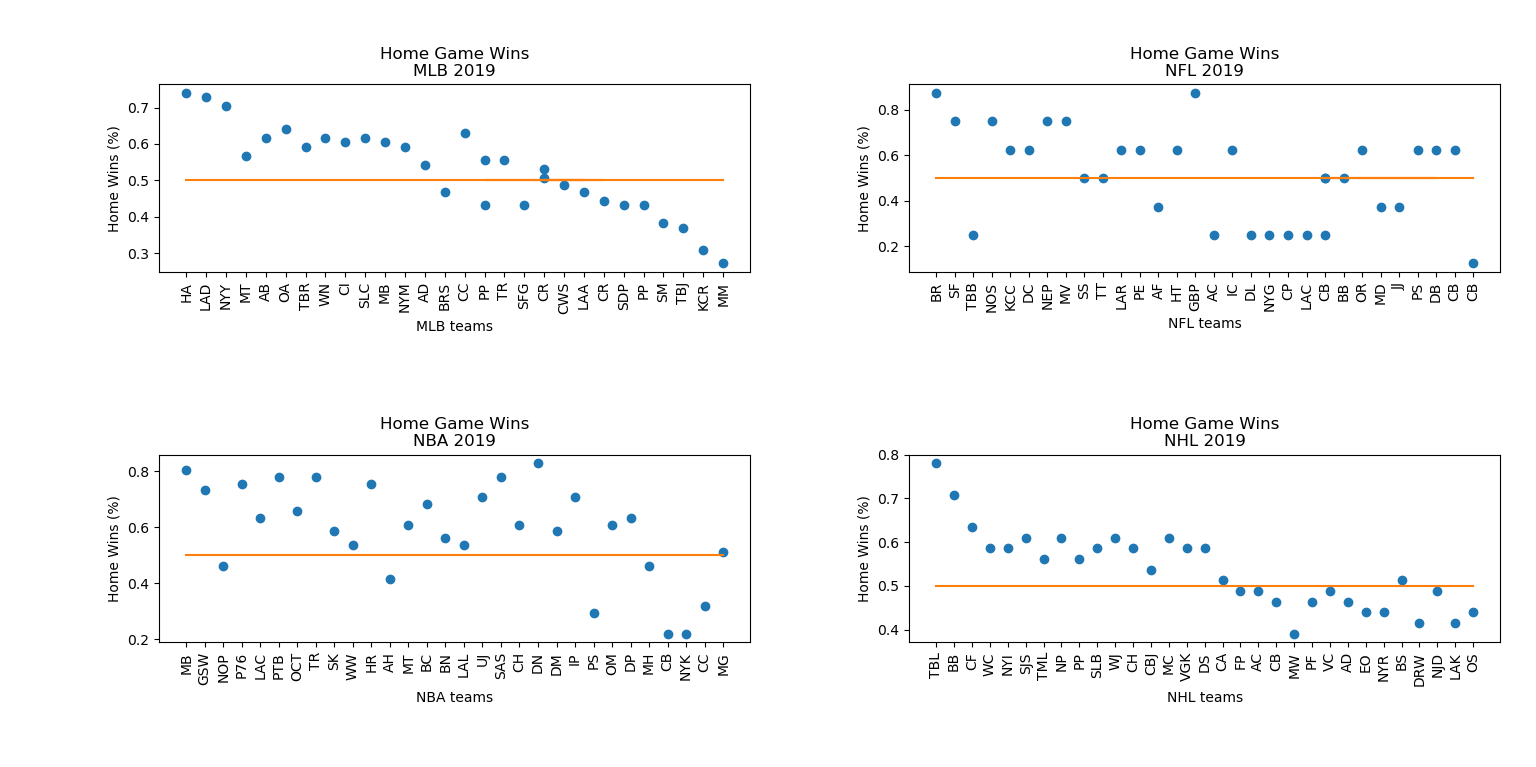 Home Game Wins
MLB 2019
Home Wins (%)
0.7
0.6
0.5
0.4
0.3
HA LAD NYY MT AB OA TBR WN CI SLC MB NYM AD BRS CC PP TR SFG CR CWS LAA CR SDP PP SM TBJ KCR MM
MLB teams
Home Game Wins
NFL 2019
Home Wins (%)
0.8
0.6
0.4
0.2
BR SF TBB NOS KCC DC NEP MV SS TT LAR PE AF HT GBP AC IC DL NYG CP LAC CB BB OR MD JJ PS DB CB CB
NFL teams
Home Game Wins
NBA 2019
Home Wins (%)
0.8
0.6
0.4
0.2
MB GSW NOP P76 LAC PTB OCT TR SK WW HR AH MT BC BN LAL UJ SAS CH DN DM IP PS OM DP MH CB NYK CC MG
NBA teams
Home Game Wins
NHL 2019
Home Wins (%)
0.8
0.7
0.6
0.5
0.4
TBL BB CF WC NYI SJS TML NP PP SLB WJ CH CBJ MC VGK DS CA FP AC CB MW PF VC AD EO NYR BS DRW NJD LAK OS
NHL teams